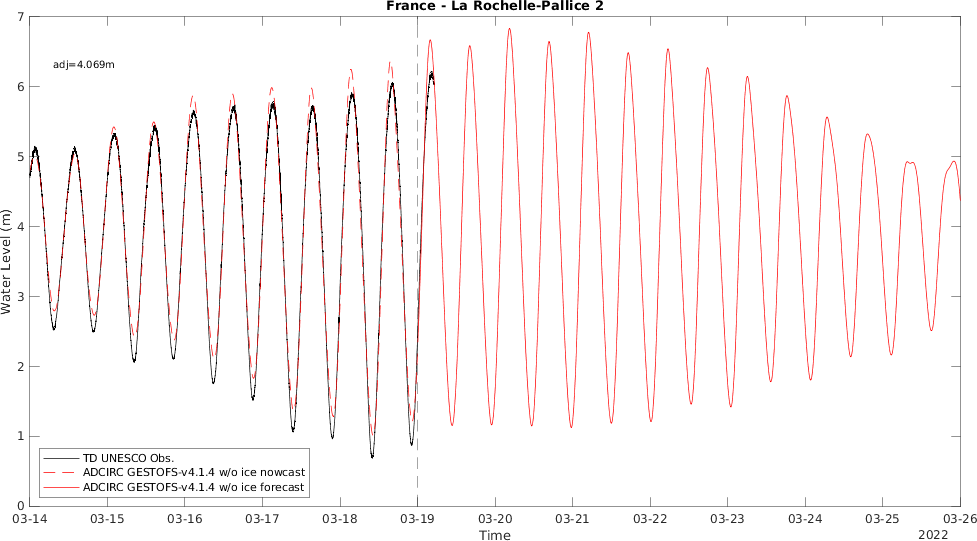 France - La Rochelle-Pallice 2
7
6
5
4
3
2
1
0
Water Level (m)
adj=4.069m
TD UNESCO Obs.
ADCIRC GESTOFS-v4.1.4 w/o ice nowcast
ADCIRC GESTOFS-v4.1.4 w/o ice forecast
03-14 03-15 03-16 03-17 03-18 03-19 03-20 03-21 03-22 03-23 03-24 03-25 03-26
Time
2022